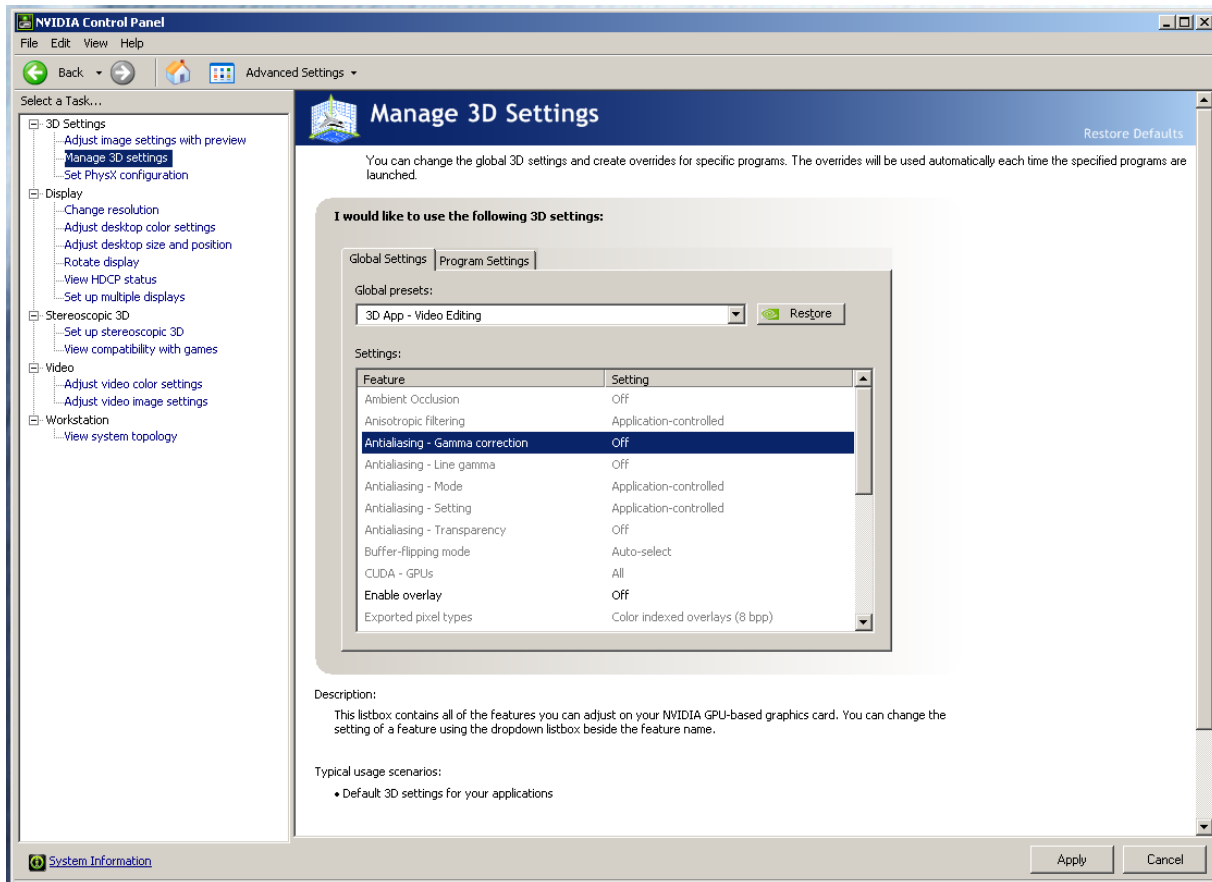 NVIDIA Control Panel
File Edit View Help
Back Advanced Settings
Select a Task...
3D Settings
Adjust image settings with preview
Manage 3D settings
Set PhysX configuration
Display
Change resolution
Adjust desktop color settings
Adjust desktop size and position
Rotate display
View HDCP status
Set up multiple displays
Stereoscopic 3D
Set up stereoscopic 3D
View compatibility with games
Video
Adjust video color settings
Adjust video image settings
Workstation
View system topology
Manage 3D Settings
Restore Defaults
You can change the global 3D settings and create overrides for specific programs. The overrides will be used automatically each time the specified programs are
launched.
I would like to use the following 3D settings:
Global Settings Program Settings
Global presets:
3D App - Video Editing Restore
Settings:
Feature Setting
Ambient Occlusion Off
Anisotropic filtering Application-controlled
Antialiasing - Gamma correction Off
Antialiasing - Line gamma Off
Antialiasing - Mode Application-controlled
Antialiasing - Setting Application-controlled
Antialiasing - Transparency Off
Buffer-flipping mode Auto-select
CUDA - GPUs All
Enable overlay Off
Exported pixel types Color indexed overlays (8 bpp)
Description:
This listbox contains all of the features you can adjust on your NVIDIA GPU-based graphics card. You can change the
setting of a feature using the dropdown listbox beside the feature name.
Typical usage scenarios:
• Default 3D settings for your applications
System Information Apply Cancel